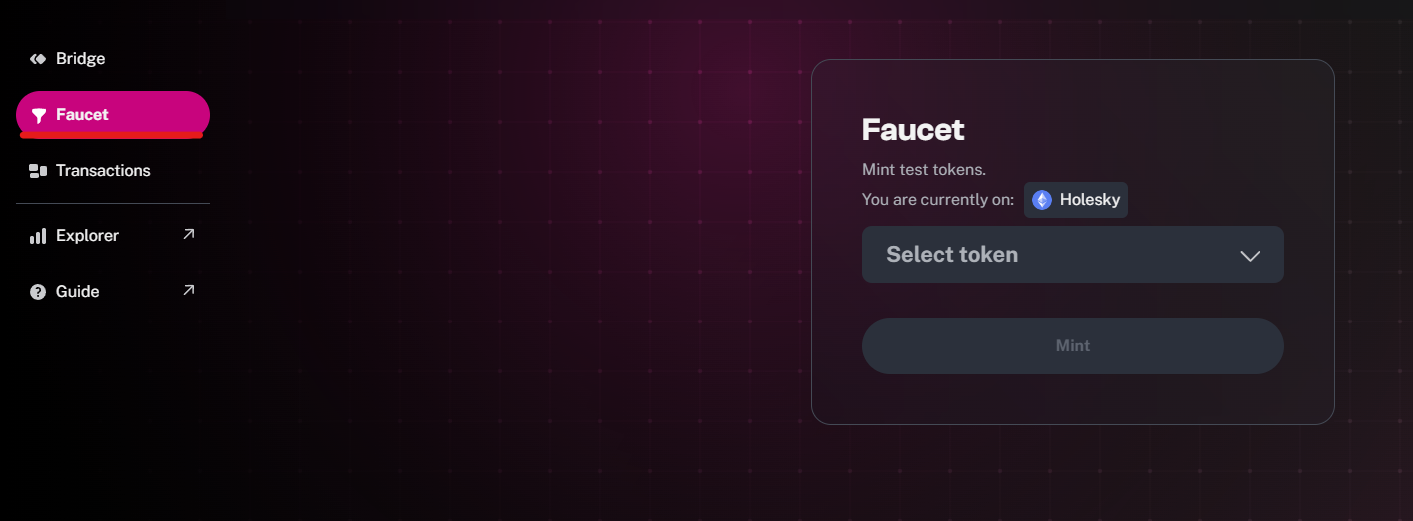 Bridge
Faucet
Transactions
Explorer
Guide
Faucet
Mint test tokens.
You are currently on: Holesky
Select token
Mint